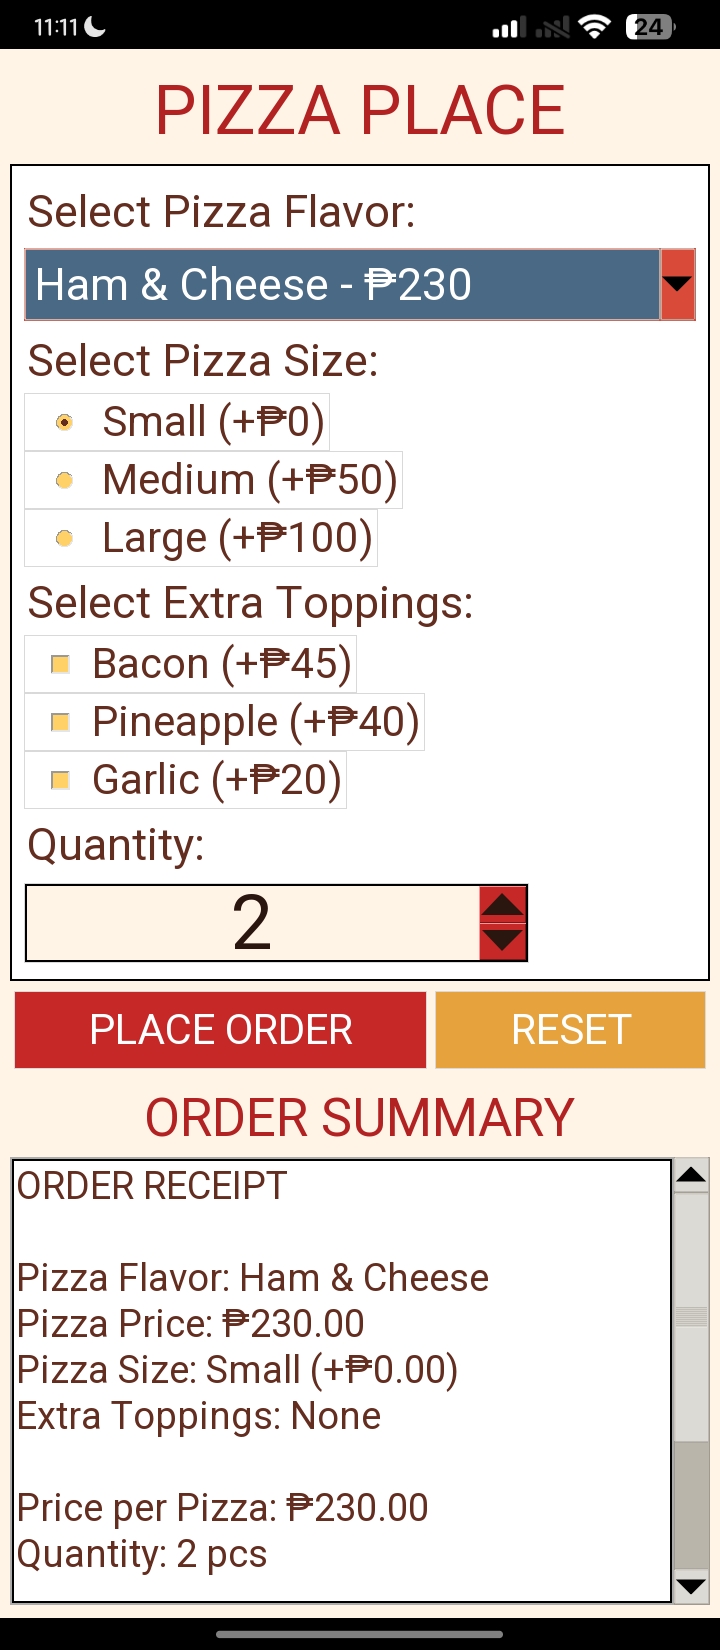 11:11
24
PIZZA PLACE
Select Pizza Flavor:
Ham & Cheese - ₱230
Select Pizza Size:
Small (+₱0)
Medium (+₱50)
Large (+₱100)
Select Extra Toppings:
Bacon (+₱45)
Pineapple (+₱40)
Garlic (+₱20)
Quantity:
2
PLACE ORDER RESET
ORDER SUMMARY
ORDER RECEIPT
Pizza Flavor: Ham & Cheese
Pizza Price: ₱230.00
Pizza Size: Small (+₱0.00)
Extra Toppings: None
Price per Pizza: ₱230.00
Quantity: 2 pcs